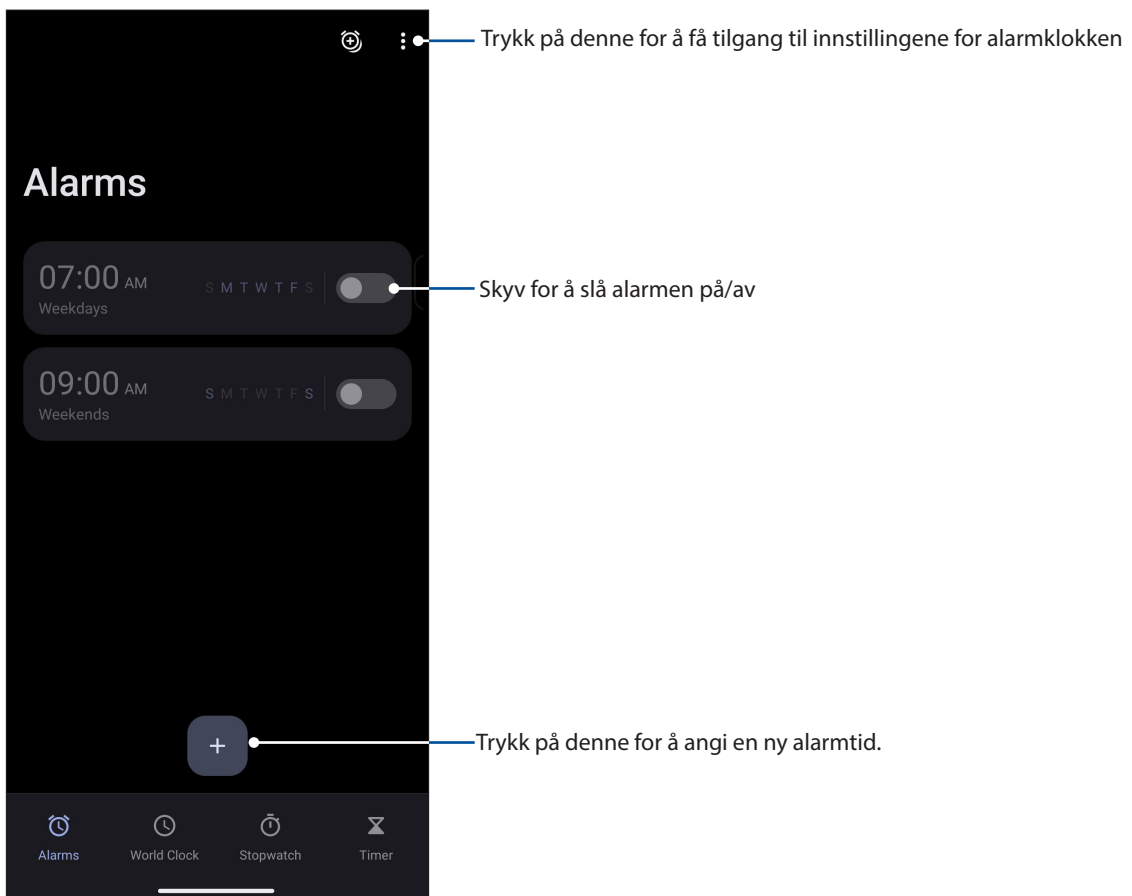 Trykk på denne for å få tilgang til innstillingene for alarmklokken
Alarms
07:00 AM S M T W T F S
Skyv for å slå alarmen på/av
Weekdays
09:00 AM S M T W T F S
Weekends
+
Trykk på denne for å angi en ny alarmtid.
Alarms World Clock Stopwatch Timer